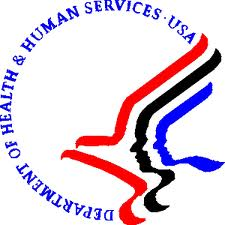 DEPARTMENT OF HEALTH & HUMAN SERVICES · USA